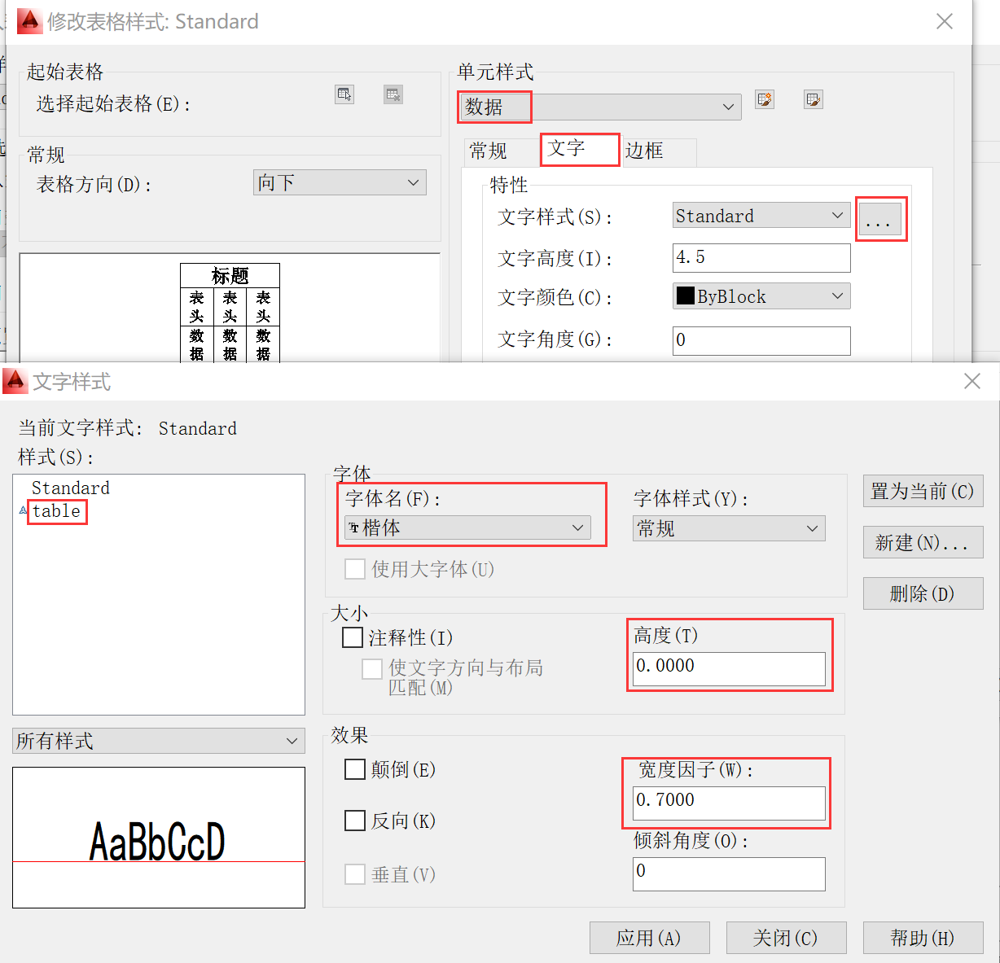 修改表格样式: Standard
起始表格
选择起始表格(E):
常规
表格方向(D):
向下
标题
表头 表头 表头
数据 数据 数据
单元样式
数据
常规
文字
边框
特性
文字样式(S):
Standard
...
文字高度(I):
4.5
文字颜色(C):
ByBlock
文字角度(G):
0
文字样式
当前文字样式: Standard
样式(S):
Standard
table
所有样式
AaBbCcD
字体
字体名(F):
楷体
字体样式(Y):
常规
使用大字体(U)
大小
注释性(I)
使文字方向与布局
匹配(M)
高度(T)
0.0000
效果
颠倒(E)
反向(K)
垂直(V)
宽度因子(W):
0.7000
倾斜角度(O):
0
置为当前(C)
新建(N)...
删除(D)
应用(A)
关闭(C)
帮助(H)